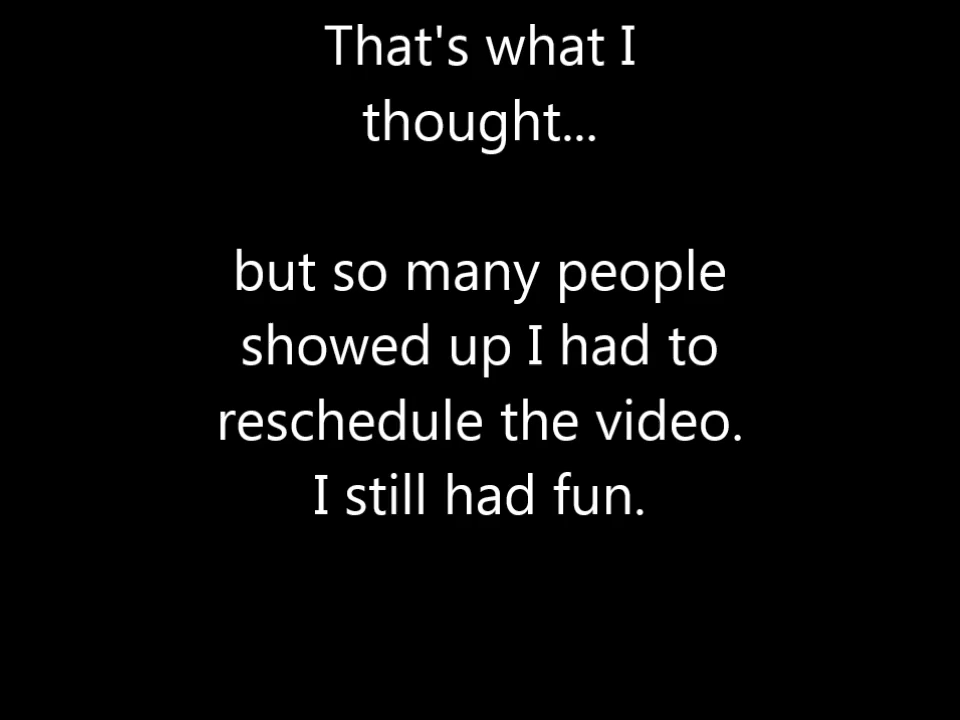 That's what I
thought...
but so many people
showed up I had to
reschedule the video.
I still had fun.